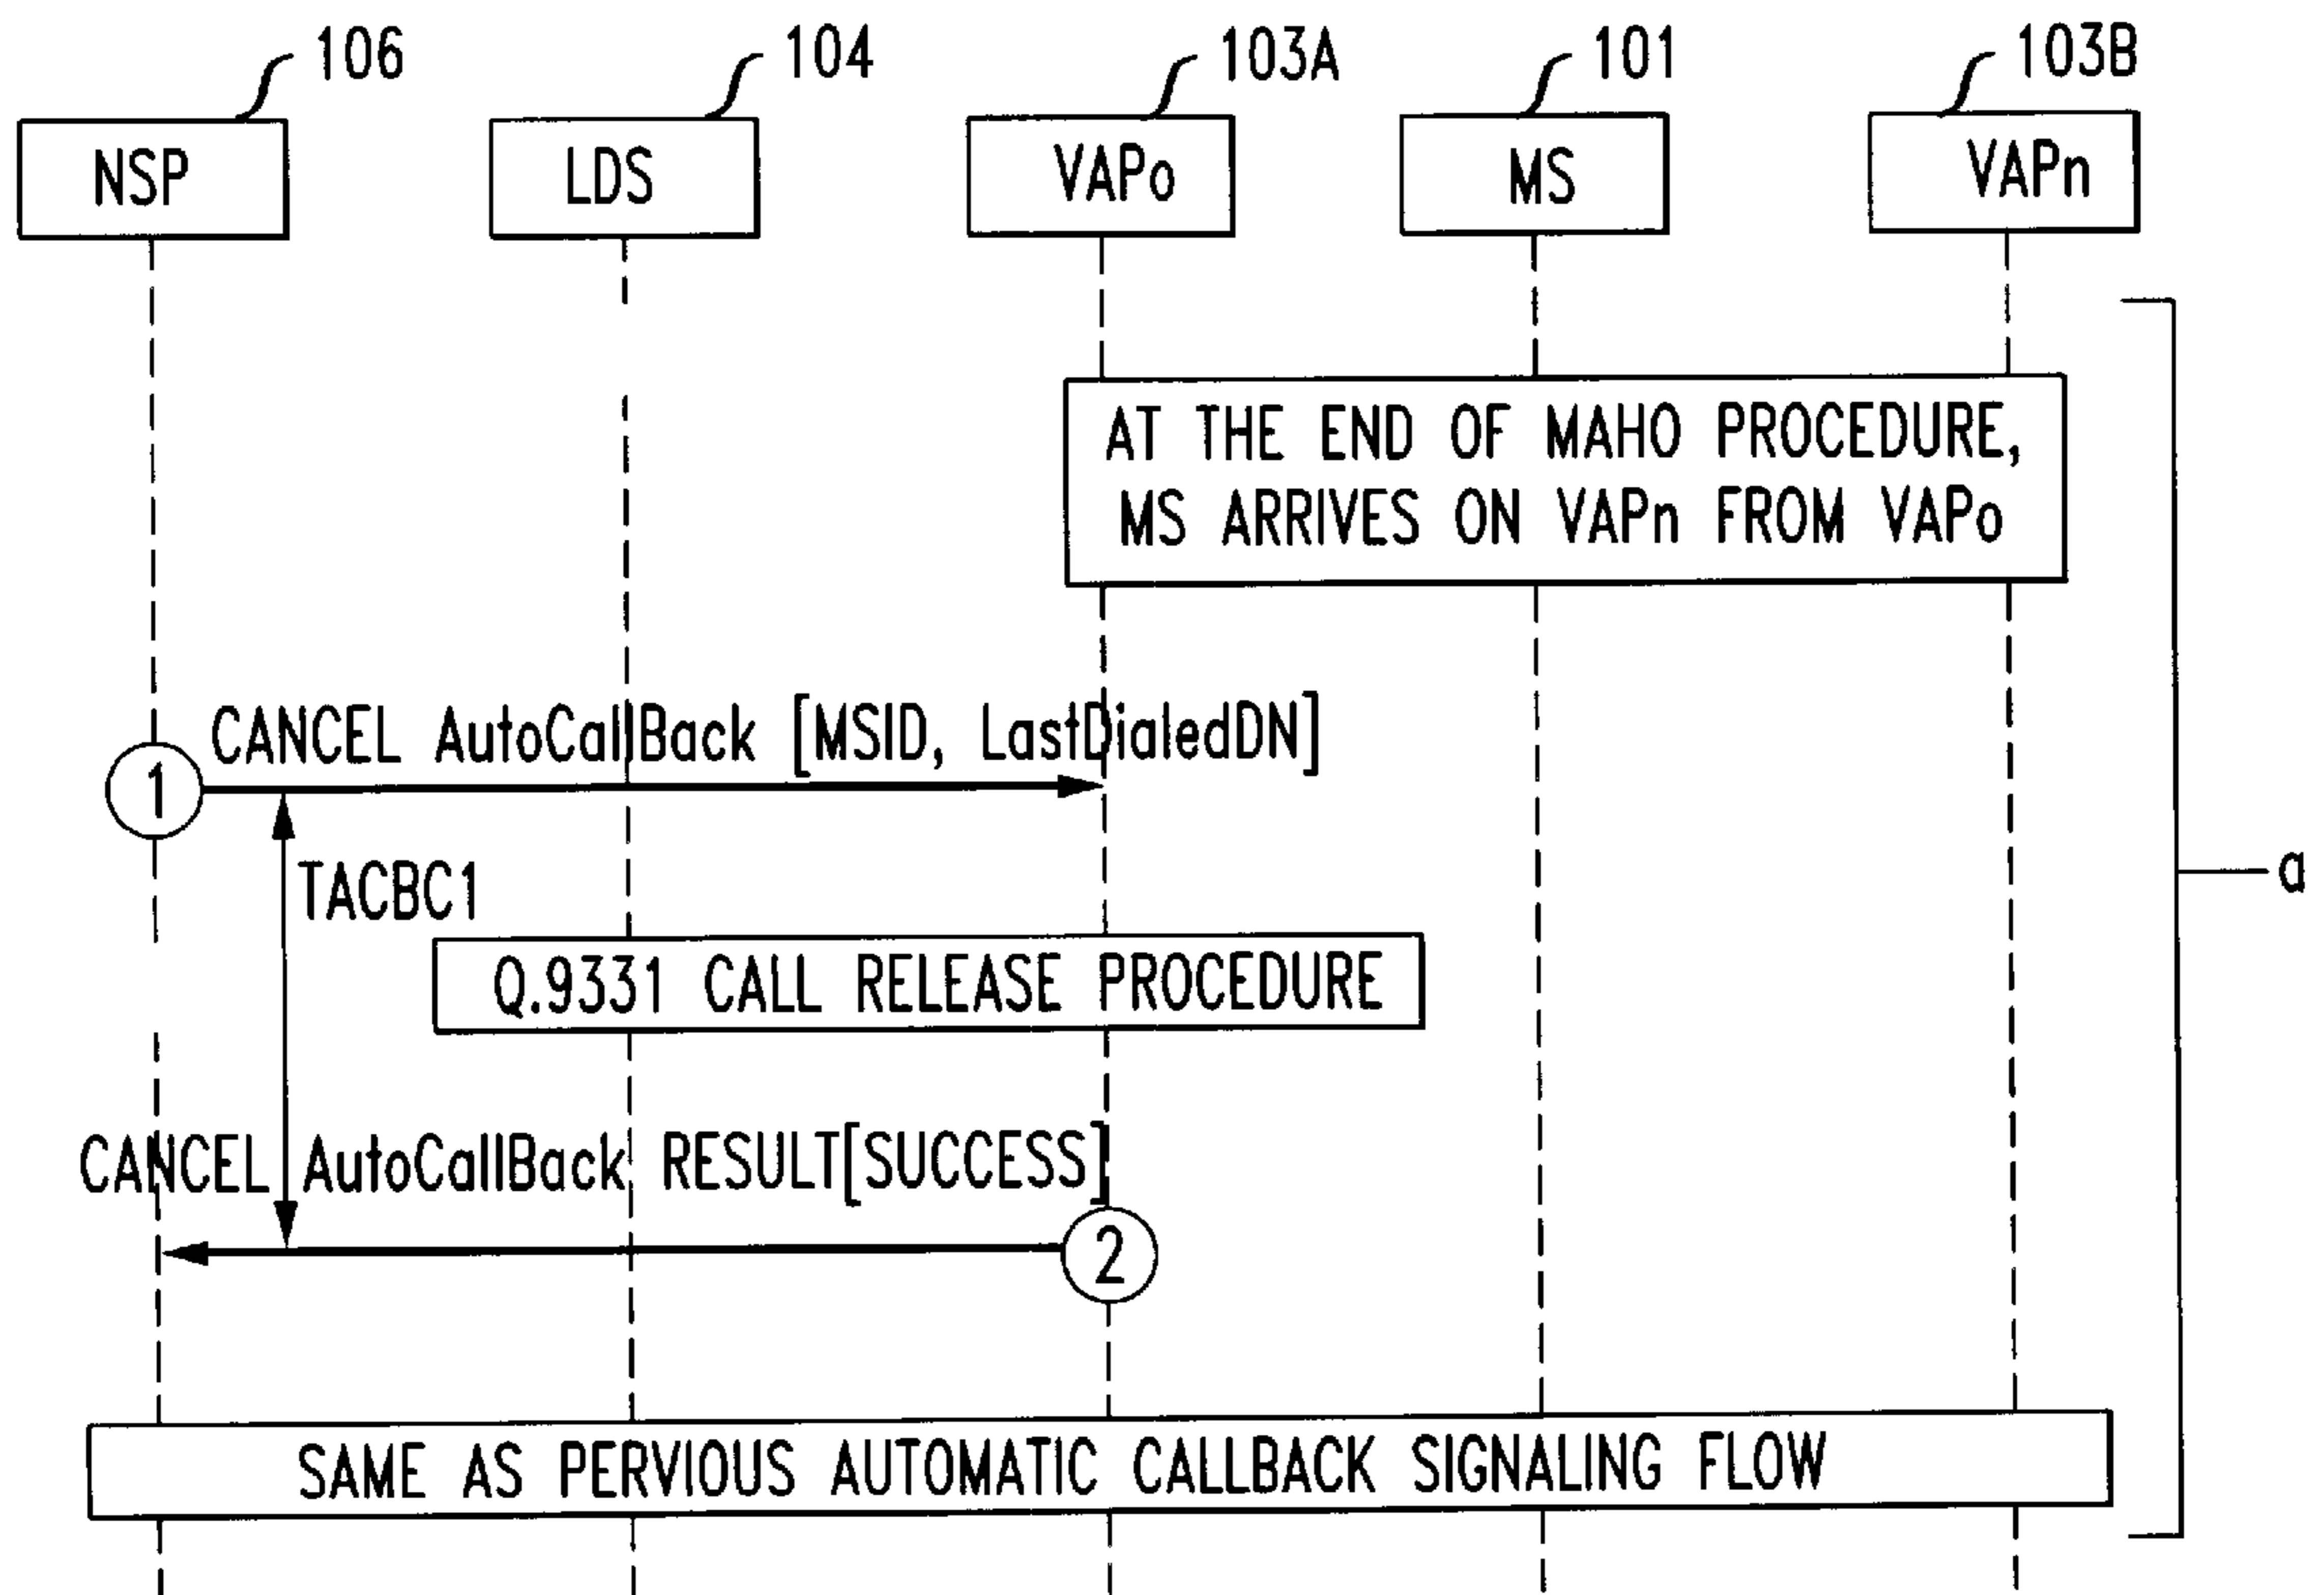 106
104
103A
101
103B
NSP
LDS
VAPo
MS
VAPn
AT THE END OF MAHO PROCEDURE,
MS ARRIVES ON VAPn FROM VAPo
CANCEL AutoCallBack [MSID, LastDialedDN]
1
TACBC1
a
Q.9331 CALL RELEASE PROCEDURE
CANCEL AutoCallBack RESULT[SUCCESS]
2
SAME AS PERVIOUS AUTOMATIC CALLBACK SIGNALING FLOW